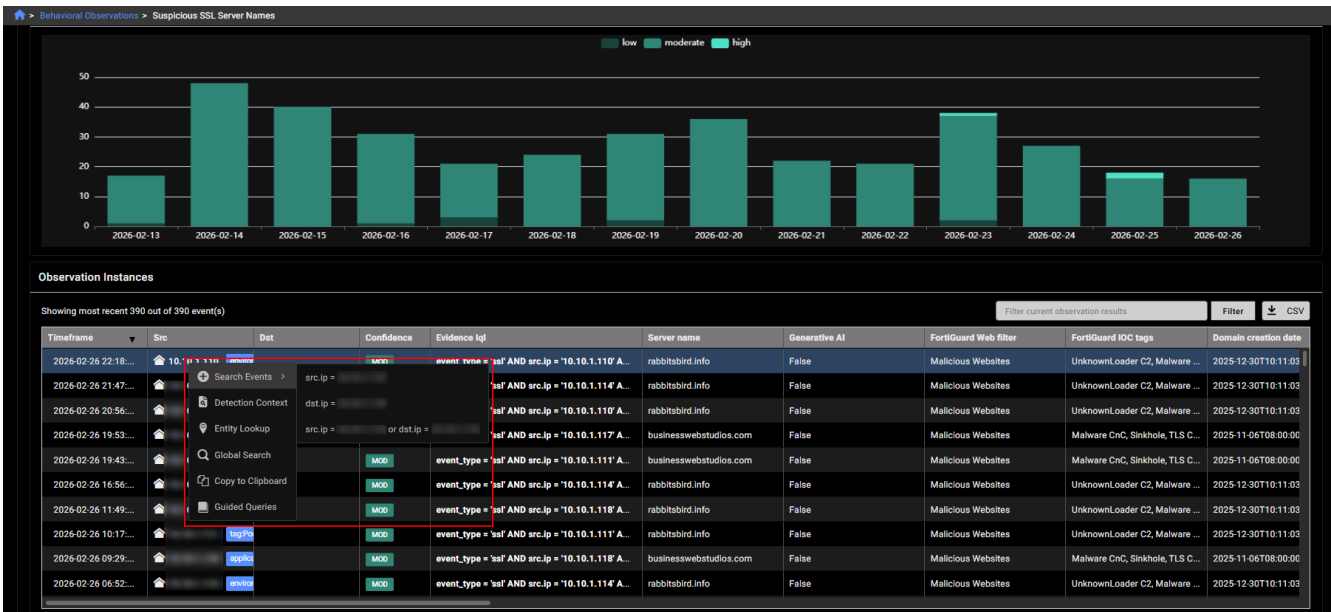 > Behavioral Observations > Suspicious SSL Server Names
low moderate high
50
40
30
20
10
0
2026-02-13 2026-02-14 2026-02-15 2026-02-16 2026-02-17 2026-02-18 2026-02-19 2026-02-20 2026-02-21 2026-02-22 2026-02-23 2026-02-24 2026-02-25 2026-02-26
Observation Instances
Showing most recent 390 out of 390 event(s)
Filter current observation results Filter CSV
Timeframe Src Dst Confidence Evidence Iql Server name Generative AI FortiGuard Web filter FortiGuard IOC tags Domain creation date
2026-02-26 22:18:... 10.10.1.110 environ MOD event_type = 'ssl' AND src.ip = '10.10.1.110' A... rabbitsbird.info False Malicious Websites UnknownLoader C2, Malware ... 2025-12-30T10:11:03
2026-02-26 21:47:... 'ssl' AND src.ip = '10.10.1.114' A... rabbitsbird.info False Malicious Websites UnknownLoader C2, Malware ... 2025-12-30T10:11:03
2026-02-26 20:56:... 'ssl' AND src.ip = '10.10.1.110' A... rabbitsbird.info False Malicious Websites UnknownLoader C2, Malware ... 2025-12-30T10:11:03
2026-02-26 19:53:... 'ssl' AND src.ip = '10.10.1.117' A... businesswebstudios.com False Malicious Websites Malware CnC, Sinkhole, TLS C... 2025-11-06T08:00:00
2026-02-26 19:43:... MOD event_type = 'ssl' AND src.ip = '10.10.1.111' A... businesswebstudios.com False Malicious Websites Malware CnC, Sinkhole, TLS C... 2025-11-06T08:00:00
2026-02-26 16:56:... MOD event_type = 'ssl' AND src.ip = '10.10.1.114' A... rabbitsbird.info False Malicious Websites UnknownLoader C2, Malware ... 2025-12-30T10:11:03
2026-02-26 11:49:... MOD event_type = 'ssl' AND src.ip = '10.10.1.118' A... rabbitsbird.info False Malicious Websites UnknownLoader C2, Malware ... 2025-12-30T10:11:03
2026-02-26 10:17:... tag:Po MOD event_type = 'ssl' AND src.ip = '10.10.1.111' A... rabbitsbird.info False Malicious Websites UnknownLoader C2, Malware ... 2025-12-30T10:11:03
2026-02-26 09:29:... applica MOD event_type = 'ssl' AND src.ip = '10.10.1.118' A... businesswebstudios.com False Malicious Websites Malware CnC, Sinkhole, TLS C... 2025-11-06T08:00:00
2026-02-26 06:52:... environ MOD event_type = 'ssl' AND src.ip = '10.10.1.114' A... rabbitsbird.info False Malicious Websites UnknownLoader C2, Malware ... 2025-12-30T10:11:03
Search Events >
Detection Context
Entity Lookup
Global Search
Copy to Clipboard
Guided Queries
src.ip =
dst.ip =
src.ip = or dst.ip =